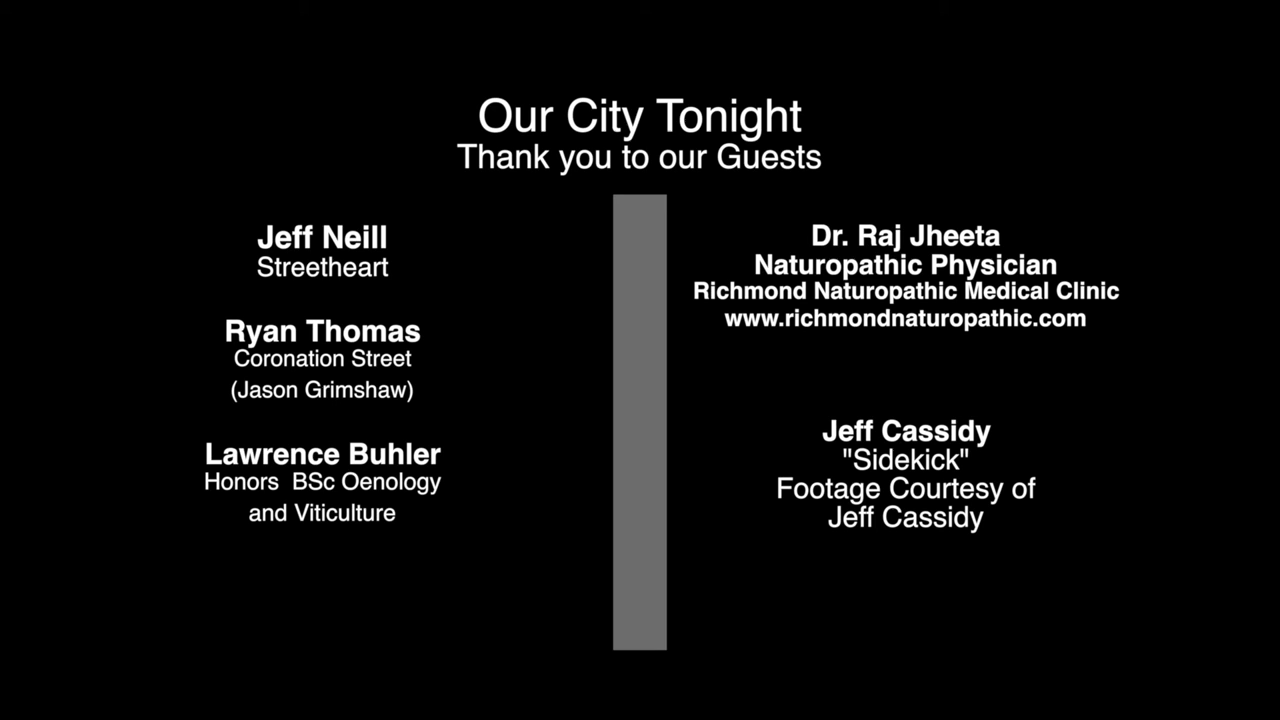 Our City Tonight
Thank you to our Guests
Jeff Neill
Streetheart
Ryan Thomas
Coronation Street
(Jason Grimshaw)
Lawrence Buhler
Honors  BSc Oenology
and Viticulture
Dr. Raj Jheeta
Naturopathic Physician
Richmond Naturopathic Medical Clinic
www.richmondnaturopathic.com
Jeff Cassidy
"Sidekick"
Footage Courtesy of
Jeff Cassidy